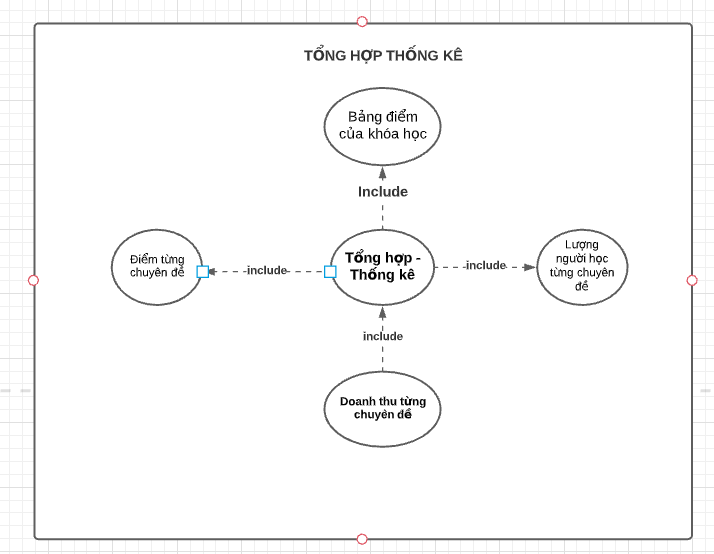 TỔNG HỢP THỐNG KÊ
Bảng điểm
của khóa học
Include
Điểm từng
chuyên đề
include
Tổng hợp -
Thống kê
include
Lượng
người học
từng chuyên
đề
include
Doanh thu từng
chuyên đề